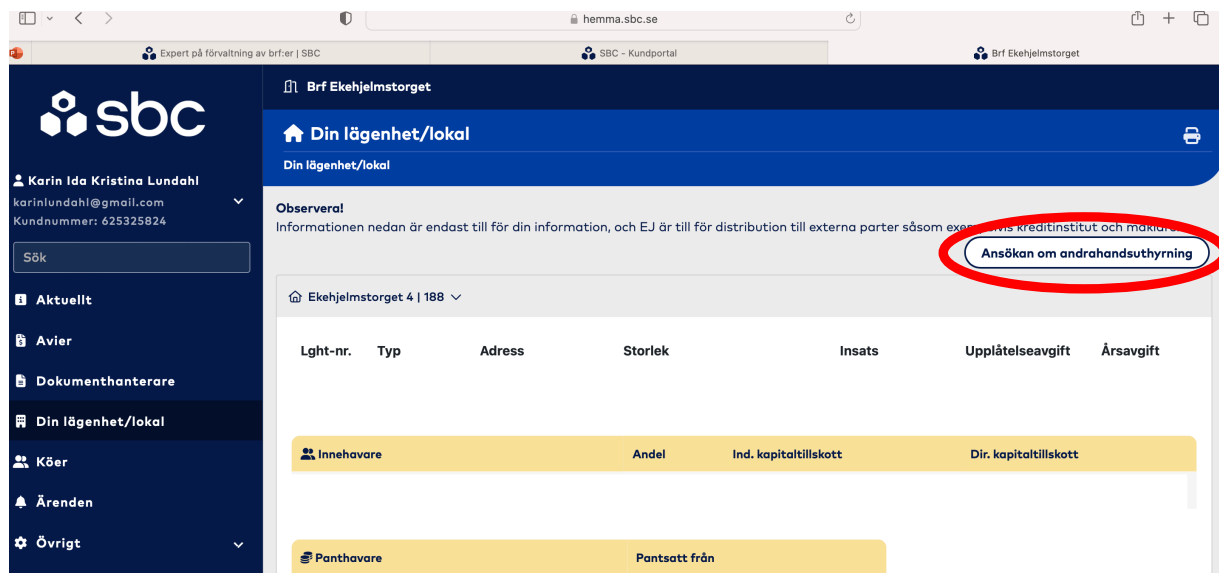 hemma.sbc.se
Expert på förvaltning av brf:er | SBC
SBC - Kundportal
Brf Ekehjelmstorget
sbc
Karin Ida Kristina Lundahl
karinlundahl@gmail.com
Kundnummer: 625325824
Sök
Aktuellt
Avier
Dokumenthanterare
Din lägenhet/lokal
Köer
Ärenden
Övrigt
Brf Ekehjelmstorget
Din lägenhet/lokal
Din lägenhet/lokal
Observera!
Informationen nedan är endast till för din information, och EJ är till för distribution till externa parter såsom exempelvis kreditinstitut och mäklare.
Ansökan om andrahandsuthyrning
Ekehjelmstorget 4 | 188
Lght-nr. Typ Adress Storlek Insats Upplåtelseavgift Årsavgift
Innehavare Andel Ind. kapitaltillskott Dir. kapitaltillskott
Panthavare Pantsatt från